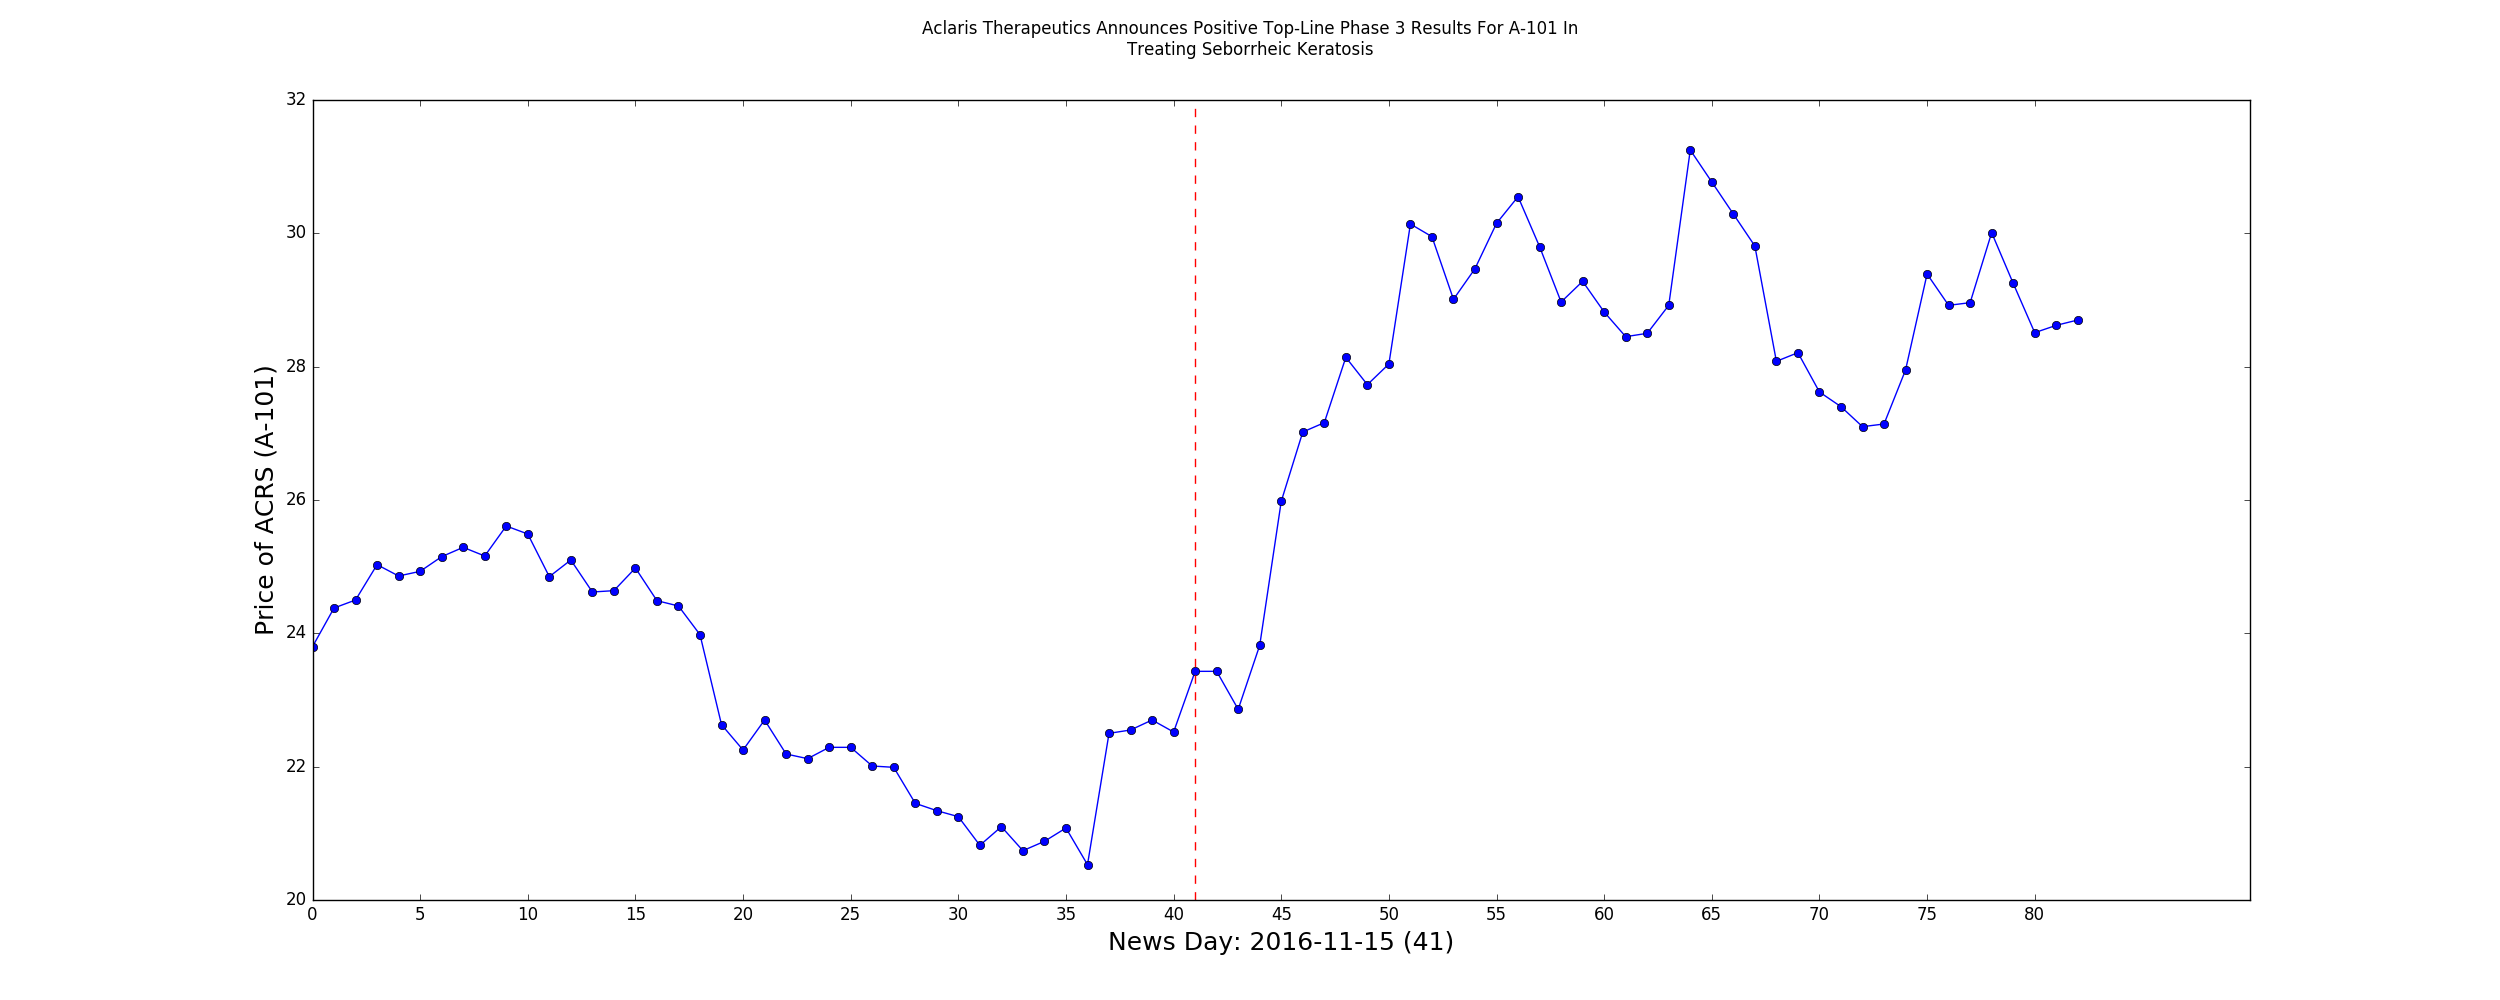 Aclaris Therapeutics Announces Positive Top-Line Phase 3 Results For A-101 In
Treating Seborrheic Keratosis
Price of ACRS (A-101)
32
30
28
26
24
22
20
0 5 10 15 20 25 30 35 40 45 50 55 60 65 70 75 80
News Day: 2016-11-15 (41)